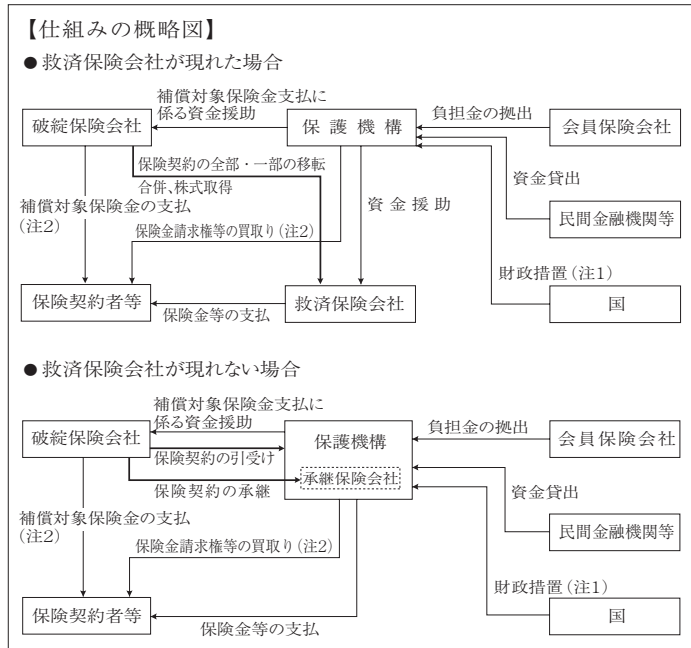 【仕組みの概略図】
● 救済保険会社が現れた場合
補償対象保険金支払に
係る資金援助
負担金の拠出
破綻保険会社
保護機構
会員保険会社
保険契約の全部・一部の移転
合併、株式取得
資金貸出
補償対象保険金の支払
(注2)
資金援助
民間金融機関等
保険金請求権等の買取り(注2)
財政措置(注1)
保険契約者等
保険金等の支払
救済保険会社
国
● 救済保険会社が現れない場合
補償対象保険金支払に
係る資金援助
負担金の拠出
破綻保険会社
保護機構
会員保険会社
保険契約の引受け
承継保険会社
保険契約の承継
資金貸出
補償対象保険金の支払
(注2)
民間金融機関等
保険金請求権等の買取り(注2)
財政措置(注1)
保険契約者等
保険金等の支払
国